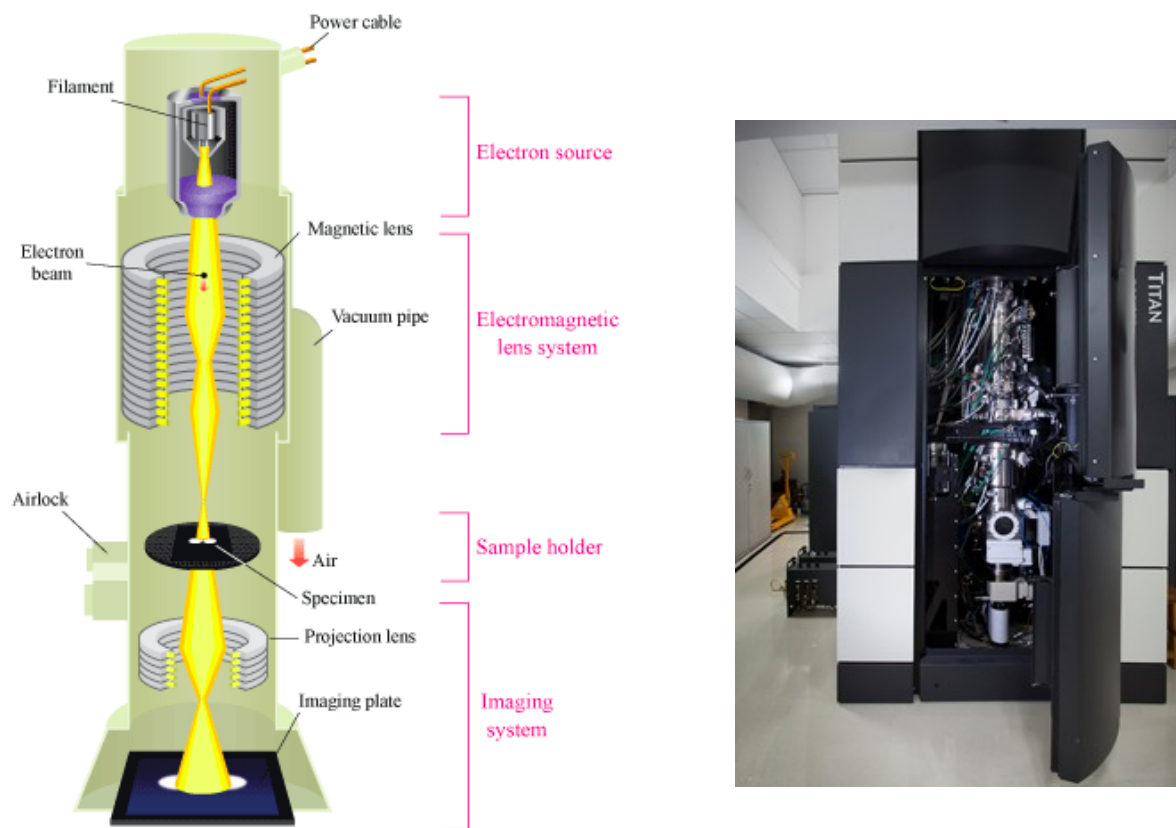 Power cable
Filament
Electron source
Magnetic lens
Electron
beam
Vacuum pipe
Electromagnetic
lens system
Airlock
Air
Sample holder
Specimen
Projection lens
Imaging plate
Imaging
system
TITAN